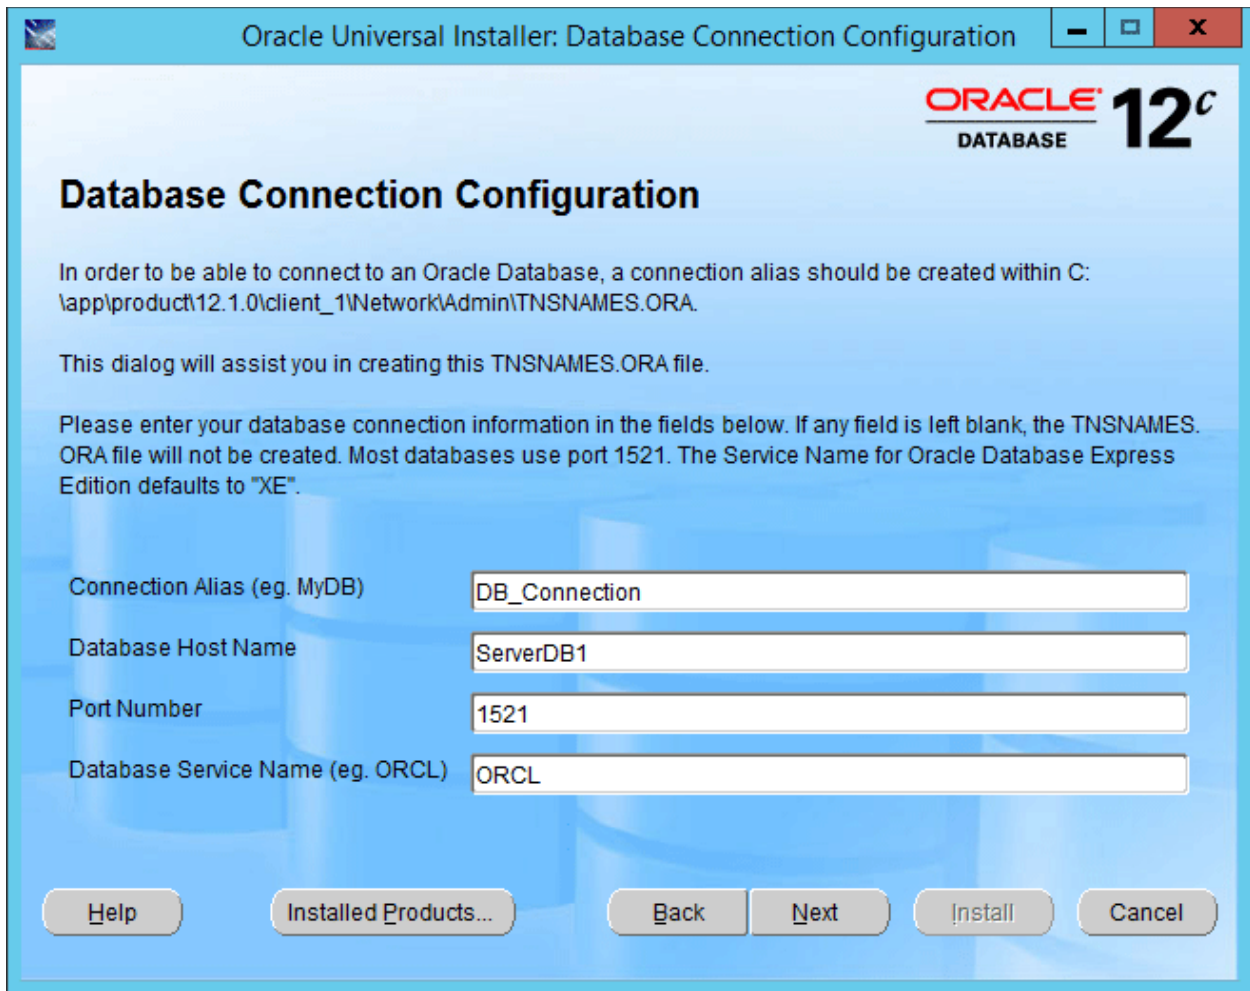 Oracle Universal Installer: Database Connection Configuration
ORACLE
DATABASE
12c
Database Connection Configuration
In order to be able to connect to an Oracle Database, a connection alias should be created within C:
\app\product\12.1.0\client_1\Network\Admin\TNSNAMES.ORA.
This dialog will assist you in creating this TNSNAMES.ORA file.
Please enter your database connection information in the fields below. If any field is left blank, the TNSNAMES.
ORA file will not be created. Most databases use port 1521. The Service Name for Oracle Database Express
Edition defaults to "XE".
Connection Alias (eg. MyDB) DB_Connection
Database Host Name ServerDB1
Port Number 1521
Database Service Name (eg. ORCL) ORCL
Help Installed Products... Back Next Install Cancel